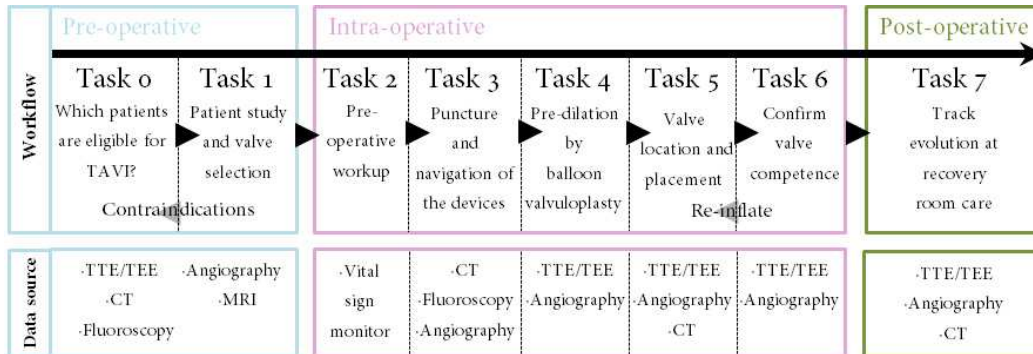 Pre-operative
Intra-operative
Post-operative
Workflow
Task 0
Which patients
are eligible for
TAVI?
Task 1
Patient study
and valve
selection
Contraindications
Task 2
Pre-
operative
workup
Task 3
Puncture
and
navigation of
the devices
Task 4
Pre-dilation
by
balloon
valvuloplasty
Task 5
Valve
location and
placement
Task 6
Confirm
valve
competence
Re-inflate
Task 7
Track
evolution at
recovery
room care
Data source
·TTE/TEE
·CT
·Fluoroscopy
·Angiography
·MRI
·Vital
sign
monitor
·CT
·Fluoroscopy
·Angiography
·TTE/TEE
·Angiography
·TTE/TEE
·Angiography
·CT
·TTE/TEE
·Angiography
·TTE/TEE
·Angiography
·CT